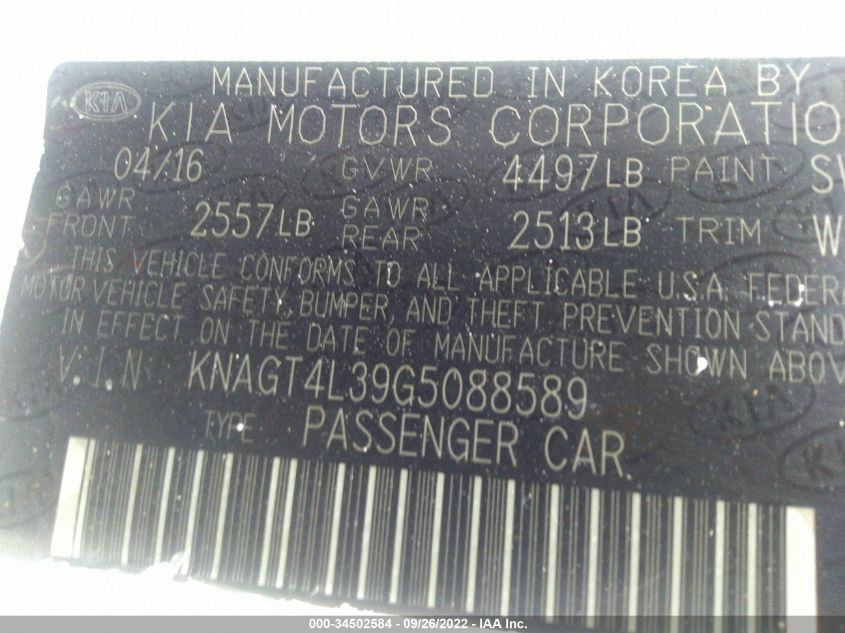 KIA MANUFACTURED IN KOREA BY
KIA MOTORS CORPORATIO
04/16 GVWR 4497LB PAINT SW
GAWR FRONT 2557LB GAWR REAR 2513LB TRIM W
THIS VEHICLE CONFORMS TO ALL APPLICABLE U.S.A. FEDERA
MOTOR VEHICLE SAFETY, BUMPER, AND THEFT PREVENTION STAND
IN EFFECT ON THE DATE OF MANUFACTURE SHOWN ABOV
V.I.N KNAGT4L39G5088589
TYPE PASSENGER CAR
000-34502584 - 09/26/2022 - IAA Inc.